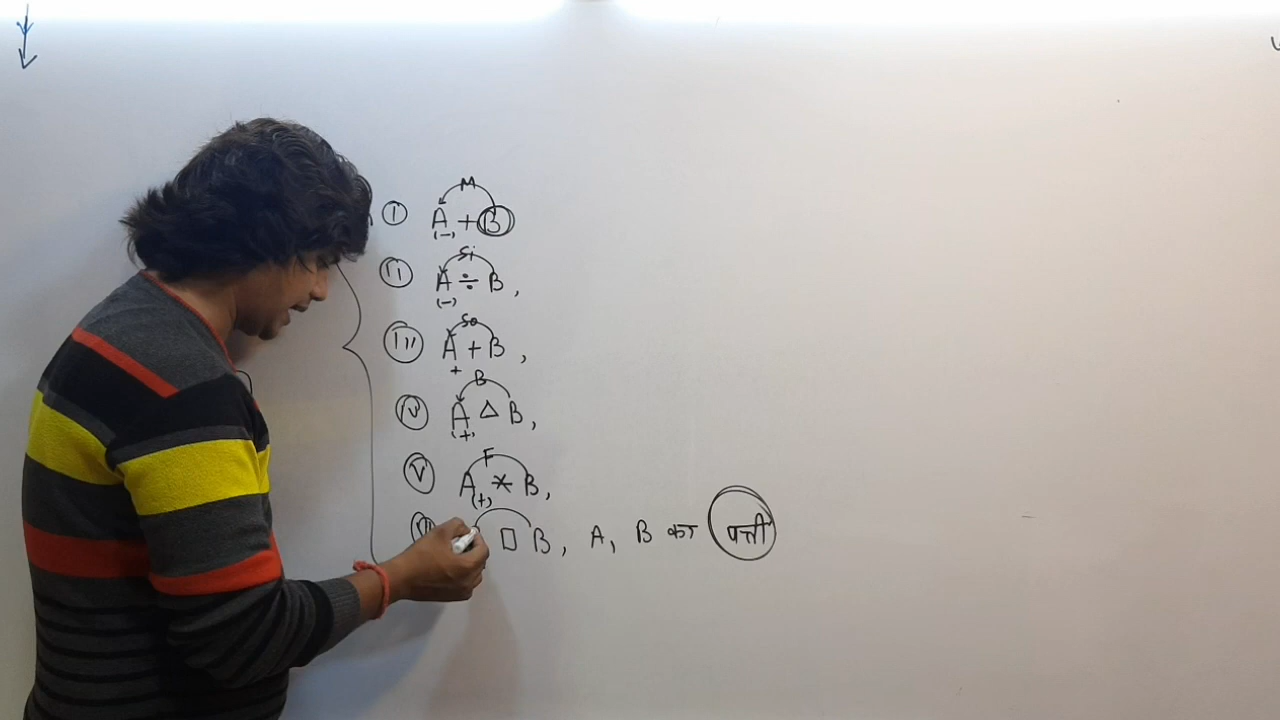 M
① A + B
(−)
Si
ⓘⓘ A ÷ B ,
(−)
So
ⓘⓘⓘ A + B ,
+
B
ⓘⓥ A △ B,
(+)
F
Ⓥ A * B,
(+)
□ B, A, B का पत्नी